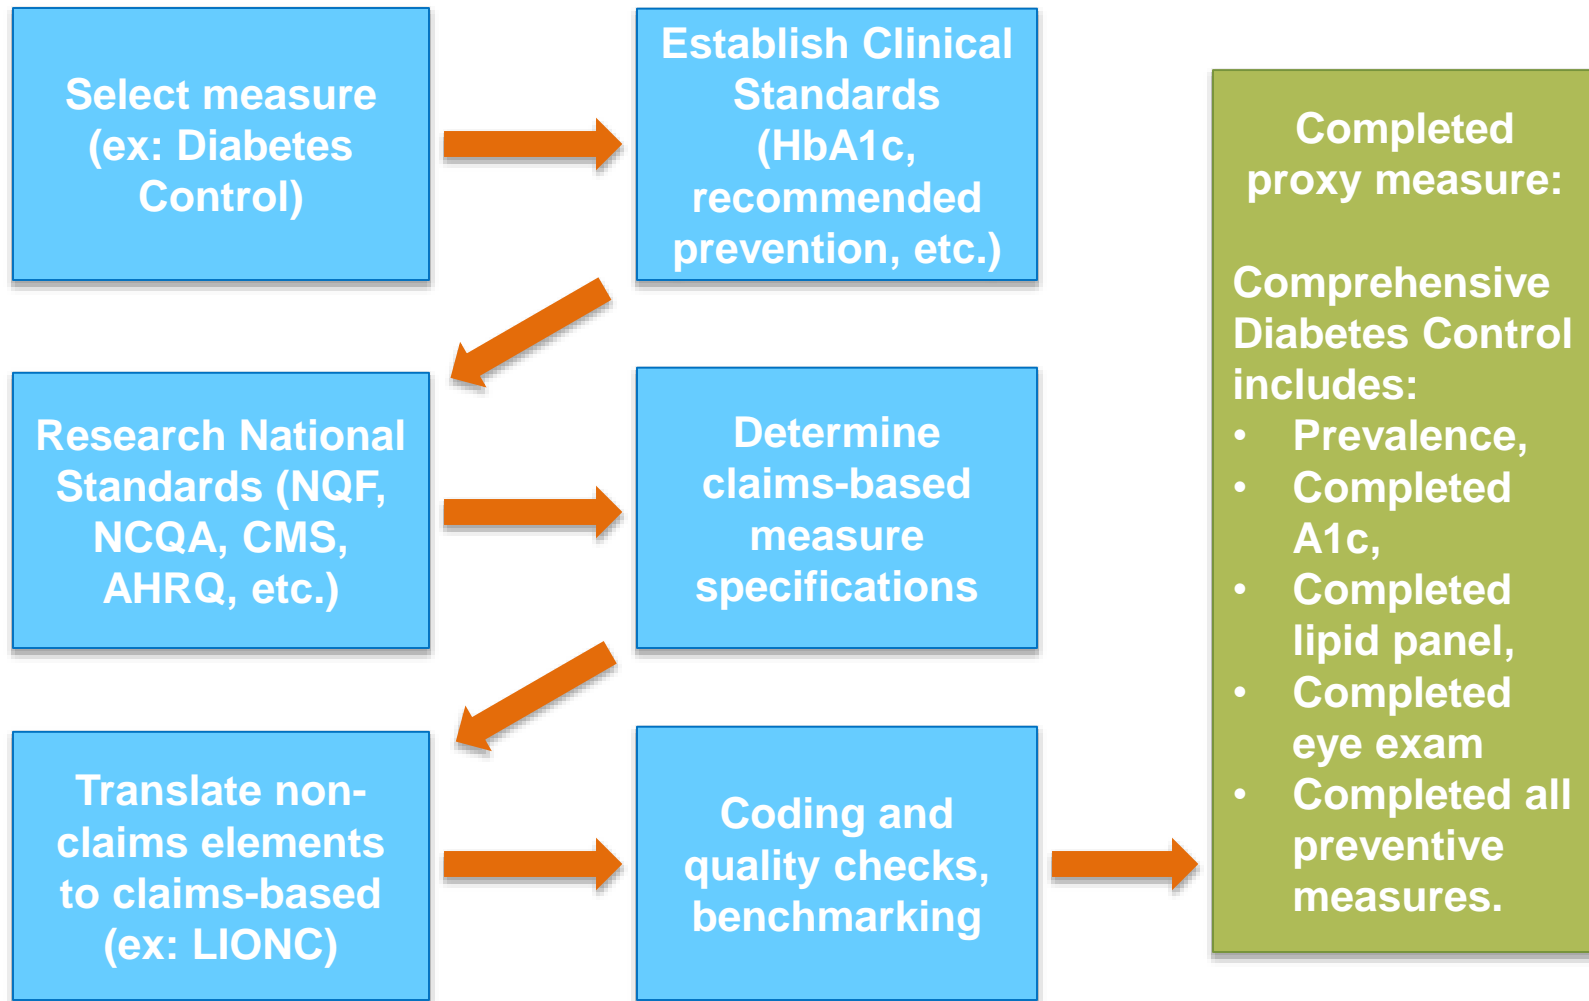 Select measure
(ex: Diabetes
Control)
Establish Clinical
Standards
(HbA1c,
recommended
prevention, etc.)
Research National
Standards (NQF,
NCQA, CMS,
AHRQ, etc.)
Determine
claims-based
measure
specifications
Translate non-
claims elements
to claims-based
(ex: LIONC)
Coding and
quality checks,
benchmarking
Completed
proxy measure:
Comprehensive
Diabetes Control
includes:
• Prevalence,
• Completed
A1c,
• Completed
lipid panel,
• Completed
eye exam
• Completed all
preventive
measures.